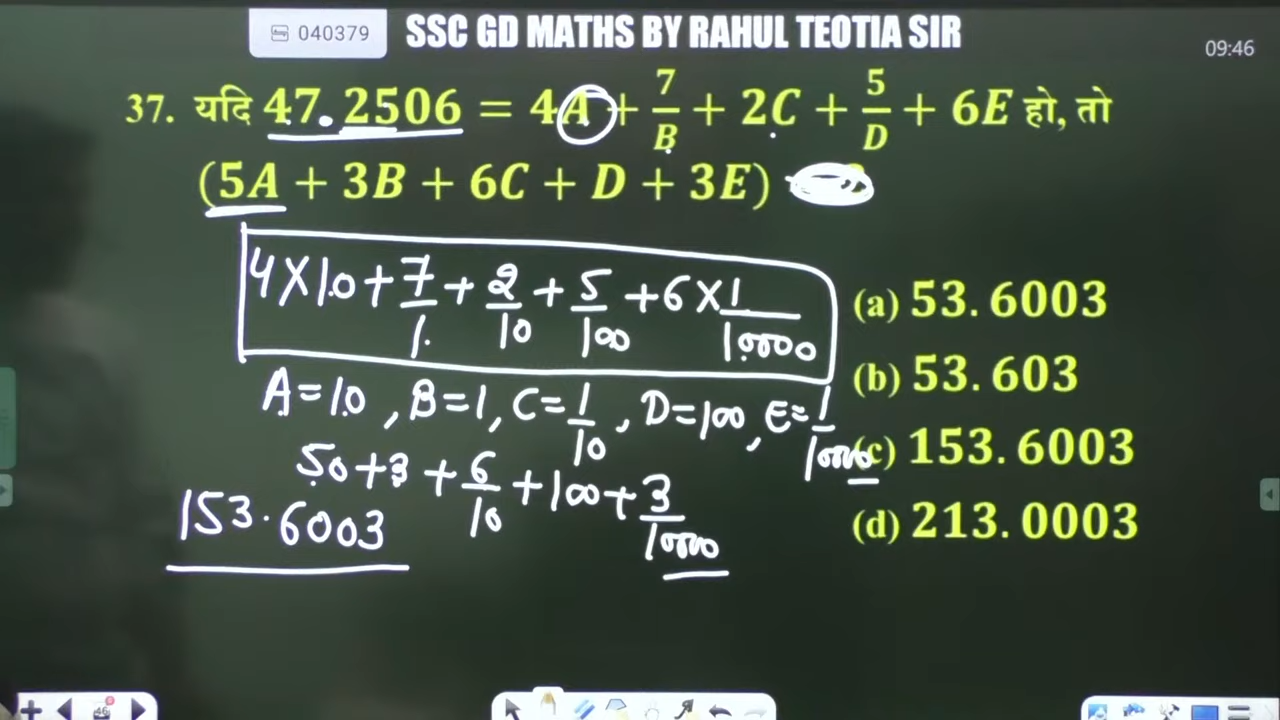 040379
SSC GD MATHS BY RAHUL TEOTIA SIR
09:46
37. यदि 47.2506 = 4A + 7/B + 2C + 5/D + 6E हो, तो
(5A + 3B + 6C + D + 3E)
4×10 + 7/1 + 2/10 + 5/100 + 6×1/10000
A=10, B=1, C=1/10, D=100, E=1/10000
50+3+6/10+100+3/10000
153.6003
(a) 53.6003
(b) 53.603
(c) 153.6003
(d) 213.0003
46